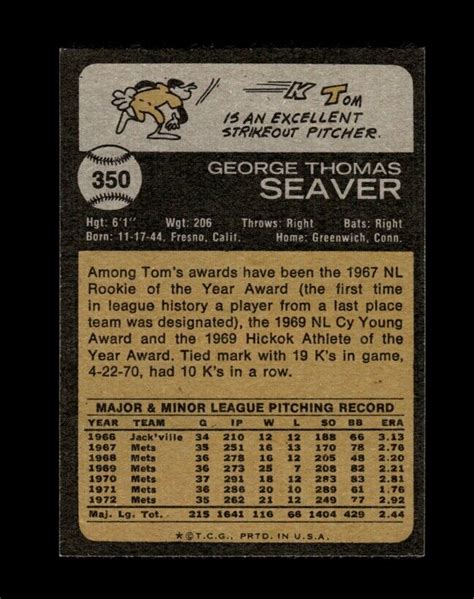 K Tom
IS AN EXCELLENT
STRIKEOUT PITCHER.
350
GEORGE THOMAS
SEAVER
Hgt: 6'1" Wgt: 206 Throws: Right Bats: Right
Born: 11-17-44, Fresno, Calif. Home: Greenwich, Conn.
Among Tom's awards have been the 1967 NL
Rookie of the Year Award (the first time
in league history a player from a last place
team was designated), the 1969 NL Cy Young
Award and the 1969 Hickok Athlete of the
Year Award. Tied mark with 19 K's in game,
4-22-70, had 10 K's in a row.
MAJOR & MINOR LEAGUE PITCHING RECORD
YEAR TEAM G IP W L SO BB ERA
1966 Jack'ville 34 210 12 12 188 66 3.13
1967 Mets 35 251 16 13 170 78 2.76
1968 Mets 36 278 16 12 205 48 2.20
1969 Mets 36 273 25 7 208 82 2.21
1970 Mets 37 291 18 12 283 83 2.81
1971 Mets 36 286 20 10 289 61 1.76
1972 Mets 35 262 21 12 249 77 2.92
Maj. Lg. Tot. 215 1641 116 66 1404 429 2.44
*©T.C.G., PRTD. IN U.S.A.